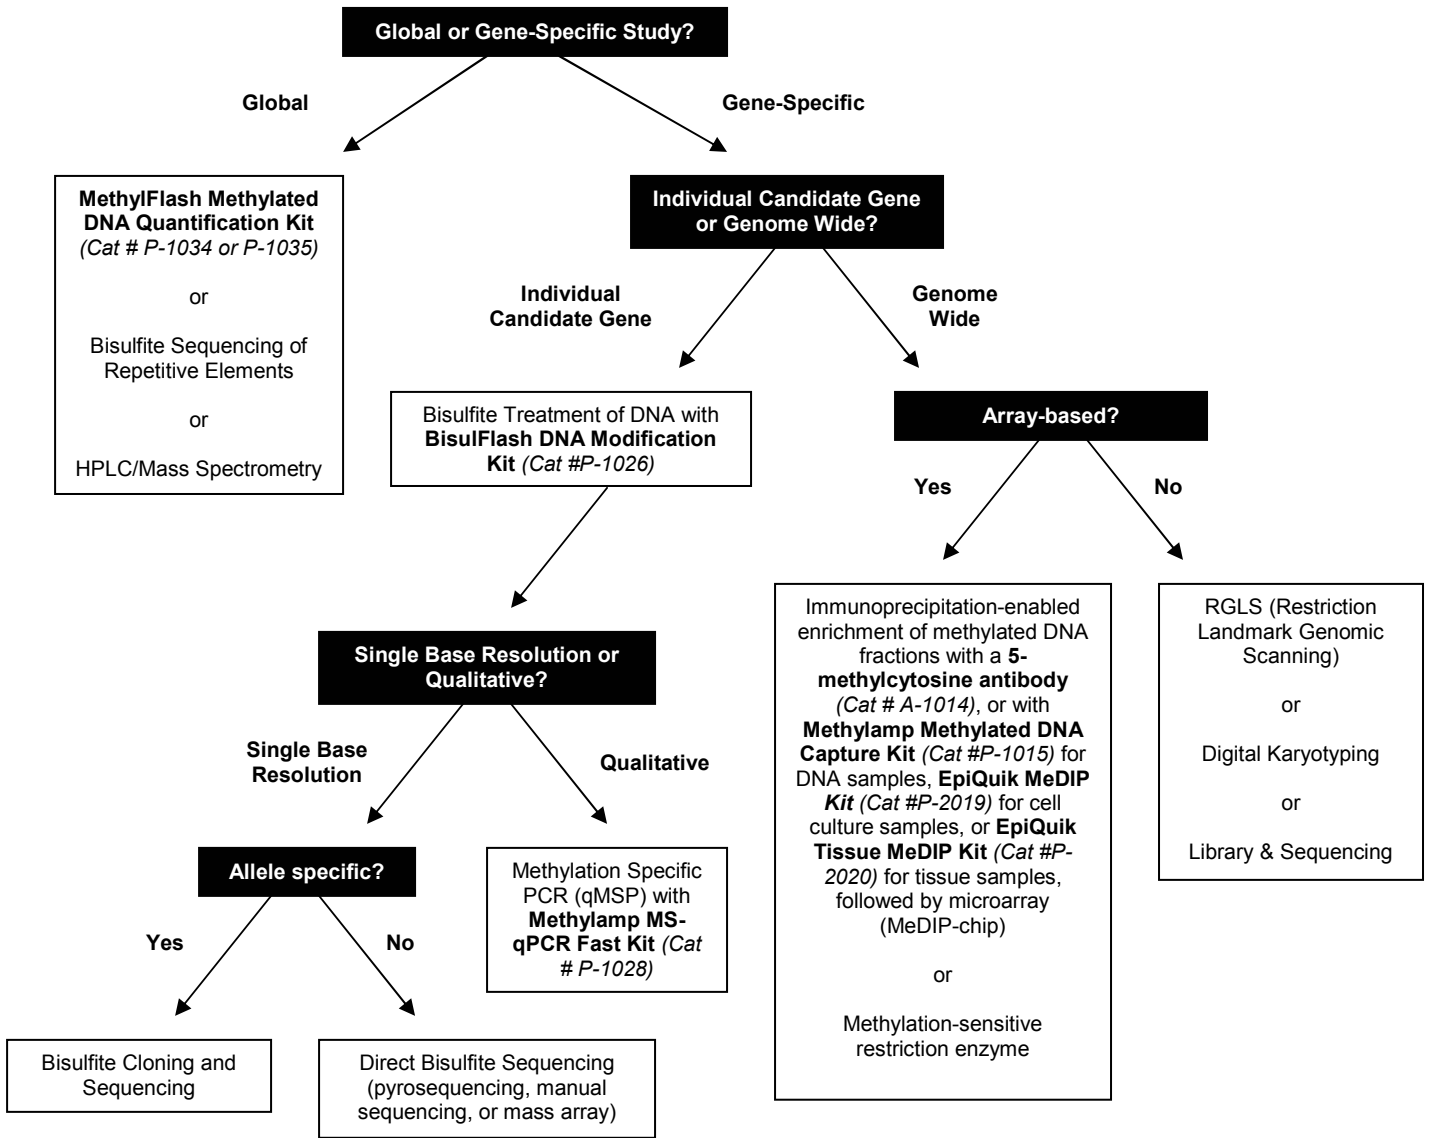 Global or Gene-Specific Study?
Global
Gene-Specific
MethylFlash Methylated
DNA Quantification Kit
(Cat # P-1034 or P-1035)
or
Bisulfite Sequencing of
Repetitive Elements
or
HPLC/Mass Spectrometry
Individual Candidate Gene
or Genome Wide?
Individual
Candidate Gene
Genome
Wide
Bisulfite Treatment of DNA with
BisulFlash DNA Modification
Kit (Cat #P-1026)
Array-based?
Yes
No
Single Base Resolution or
Qualitative?
Single Base
Resolution
Qualitative
Immunoprecipitation-enabled
enrichment of methylated DNA
fractions with a 5-
methylcytosine antibody
(Cat # A-1014), or with
Methylamp Methylated DNA
Capture Kit (Cat #P-1015) for
DNA samples, EpiQuik MeDIP
Kit (Cat #P-2019) for cell
culture samples, or EpiQuik
Tissue MeDIP Kit (Cat #P-
2020) for tissue samples,
followed by microarray
(MeDIP-chip)
or
Methylation-sensitive
restriction enzyme
RGLS (Restriction
Landmark Genomic
Scanning)
or
Digital Karyotyping
or
Library & Sequencing
Allele specific?
Yes
No
Methylation Specific
PCR (qMSP) with
Methylamp MS-
qPCR Fast Kit (Cat
# P-1028)
Bisulfite Cloning and
Sequencing
Direct Bisulfite Sequencing
(pyrosequencing, manual
sequencing, or mass array)